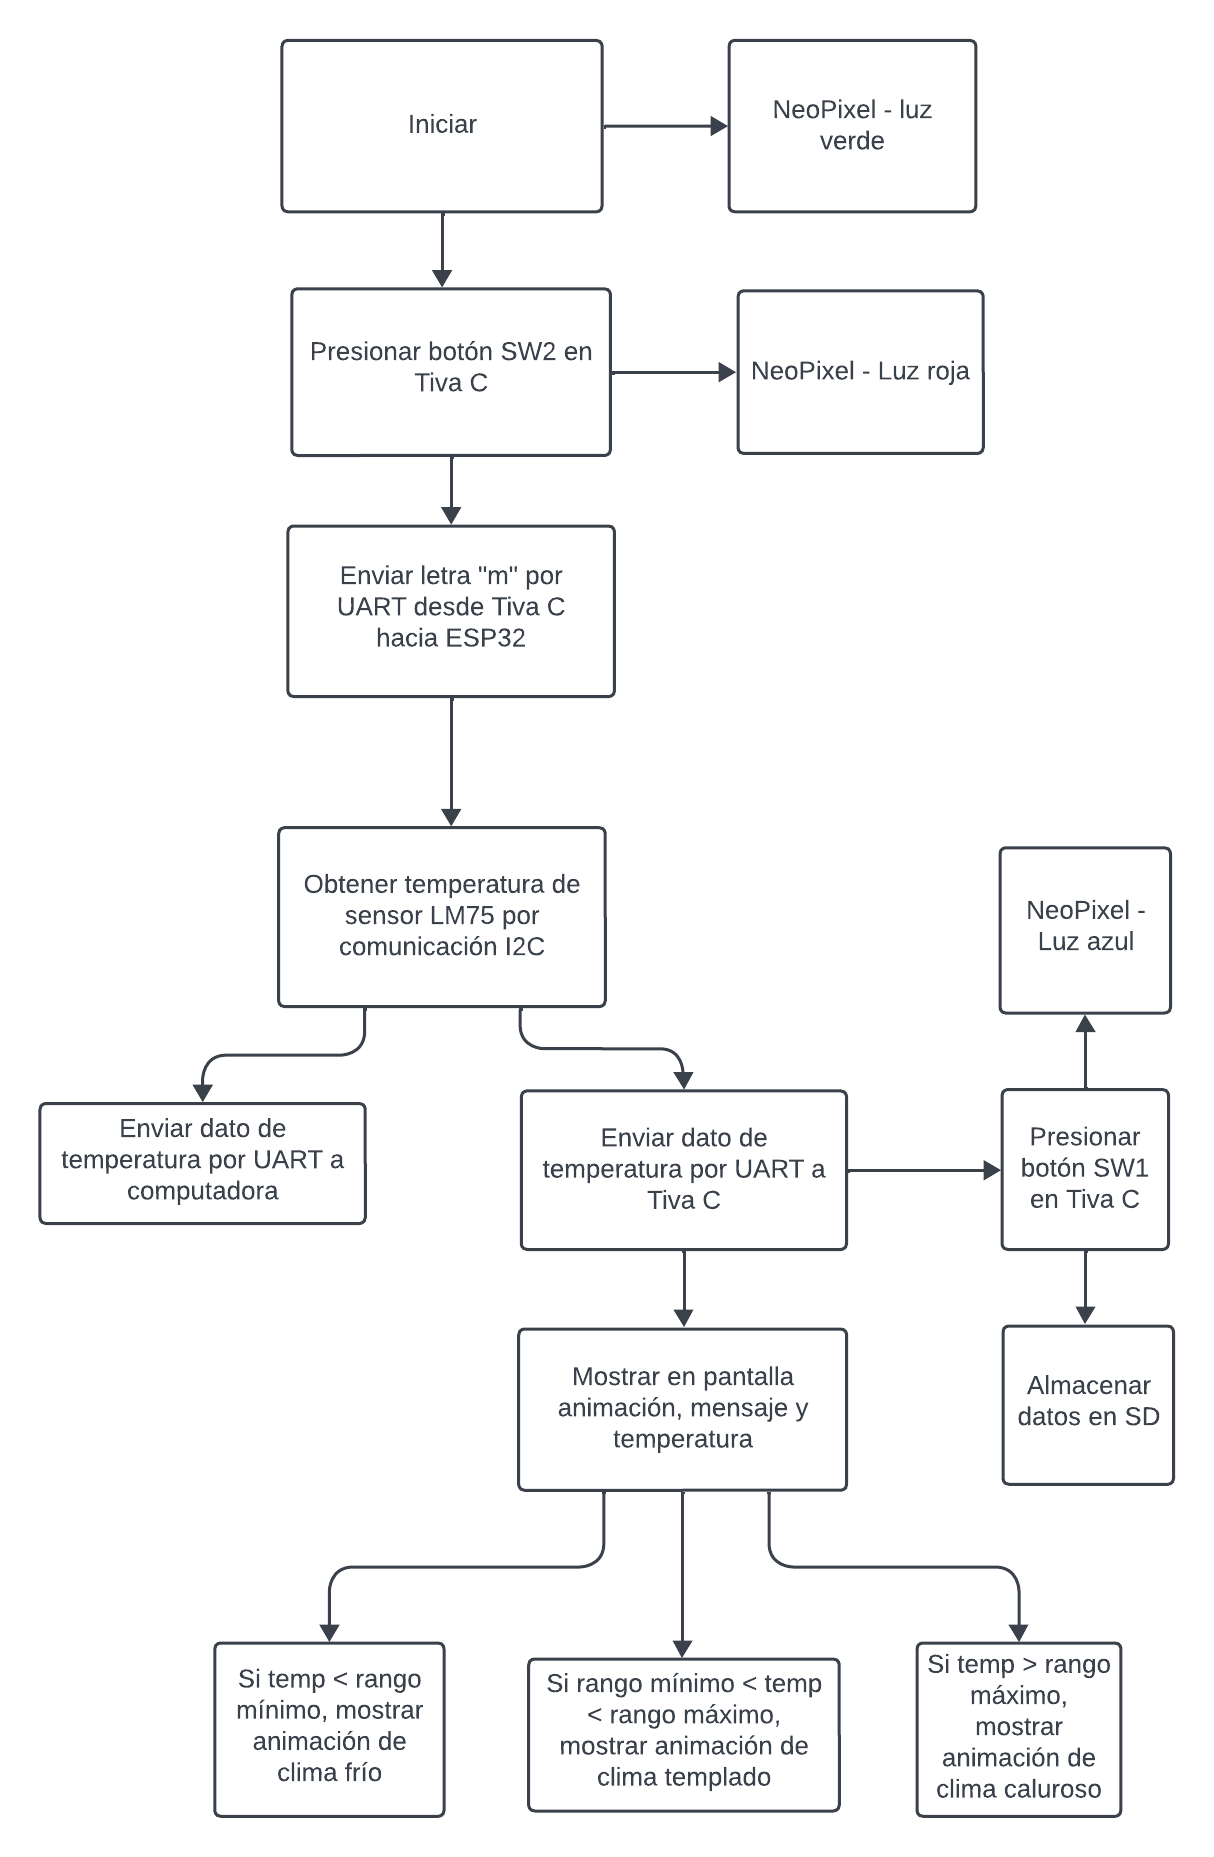 Iniciar
NeoPixel - luz
verde
Presionar botón SW2 en
Tiva C
NeoPixel - Luz roja
Enviar letra "m" por
UART desde Tiva C
hacia ESP32
Obtener temperatura de
sensor LM75 por
comunicación I2C
NeoPixel -
Luz azul
Enviar dato de
temperatura por UART a
computadora
Enviar dato de
temperatura por UART a
Tiva C
Presionar
botón SW1
en Tiva C
Mostrar en pantalla
animación, mensaje y
temperatura
Almacenar
datos en SD
Si temp < rango
mínimo, mostrar
animación de
clima frío
Si rango mínimo < temp
< rango máximo,
mostrar animación de
clima templado
Si temp > rango
máximo,
mostrar
animación de
clima caluroso